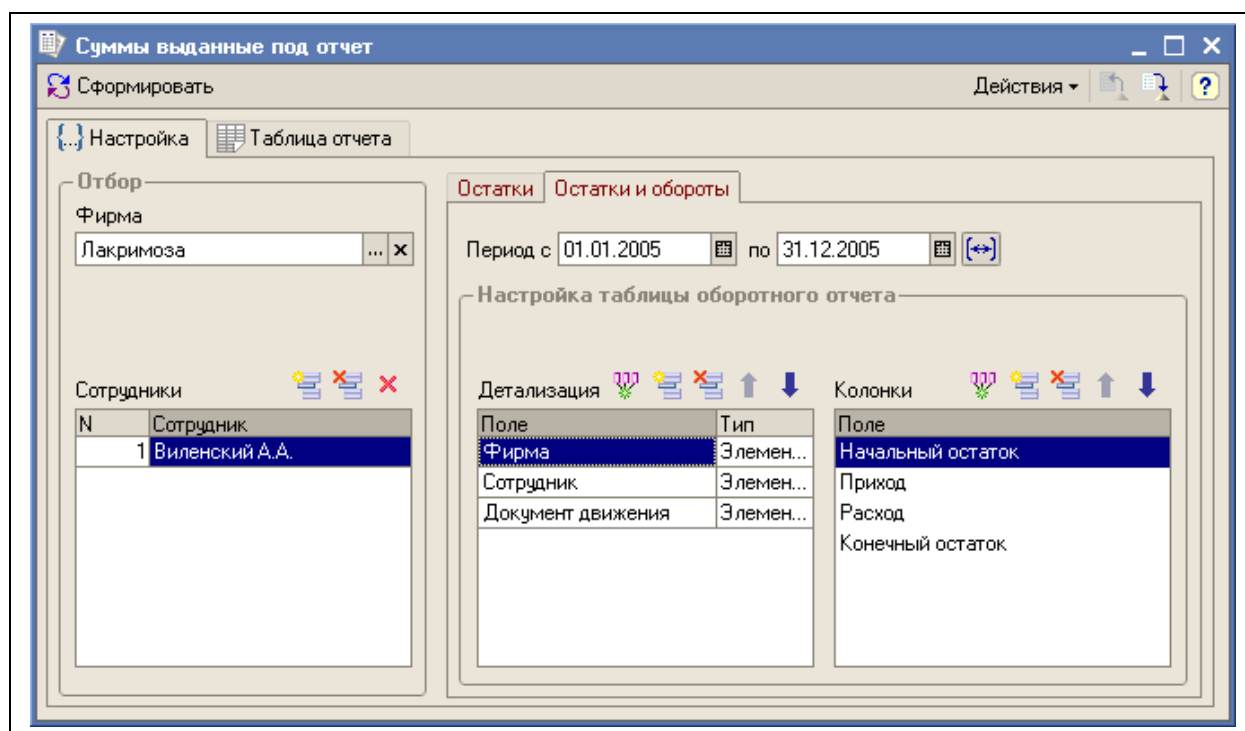 Суммы выданные под отчет
Сформировать
Действия
?
{...} Настройка
Таблица отчета
Отбор
Фирма
Лакримоза
...
Сотрудники
N Сотрудник
1 Виленский А.А.
Остатки
Остатки и обороты
Период с 01.01.2005 по 31.12.2005
Настройка таблицы оборотного отчета
Детализация
Поле Тип
Фирма Элемен...
Сотрудник Элемен...
Документ движения Элемен...
Колонки
Поле
Начальный остаток
Приход
Расход
Конечный остаток